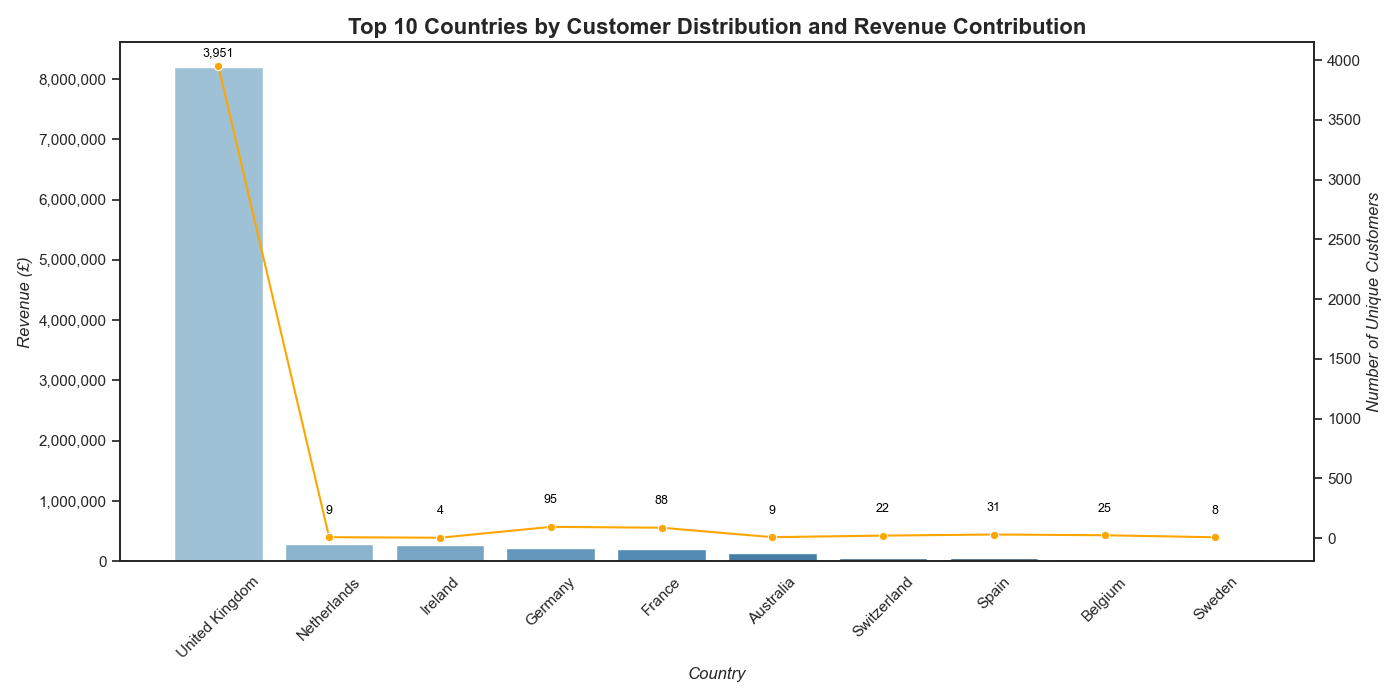 Top 10 Countries by Customer Distribution and Revenue Contribution
Revenue (£)
8,000,000
7,000,000
6,000,000
5,000,000
4,000,000
3,000,000
2,000,000
1,000,000
0
3,951
9
4
95
88
9
22
31
25
8
4000
3500
3000
2500
2000
1500
1000
500
0
Number of Unique Customers
United Kingdom
Netherlands
Ireland
Germany
France
Australia
Switzerland
Spain
Belgium
Sweden
Country